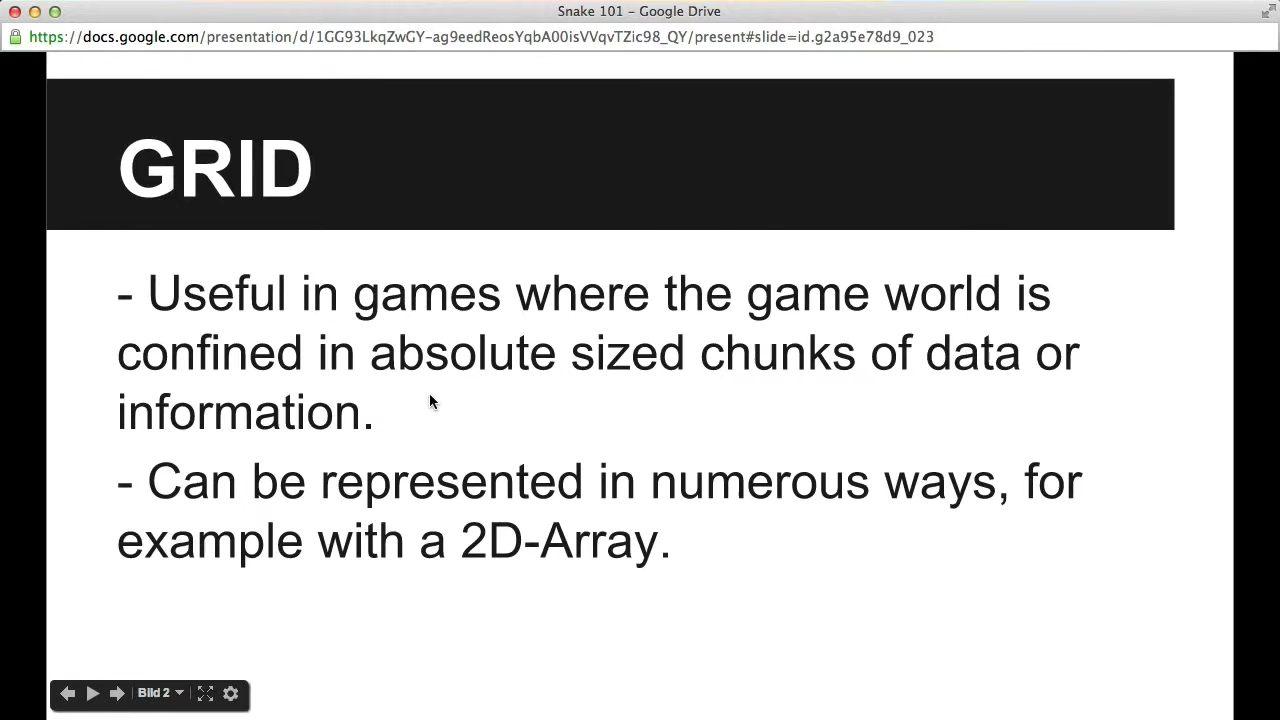 Snake 101 – Google Drive
https://docs.google.com/presentation/d/1GG93LkqZwGY-ag9eedReosYqbA00isVVqvTZic98_QY/present#slide=id.g2a95e78d9_023
GRID
- Useful in games where the game world is
confined in absolute sized chunks of data or
information.
- Can be represented in numerous ways, for
example with a 2D-Array.
Bild 2